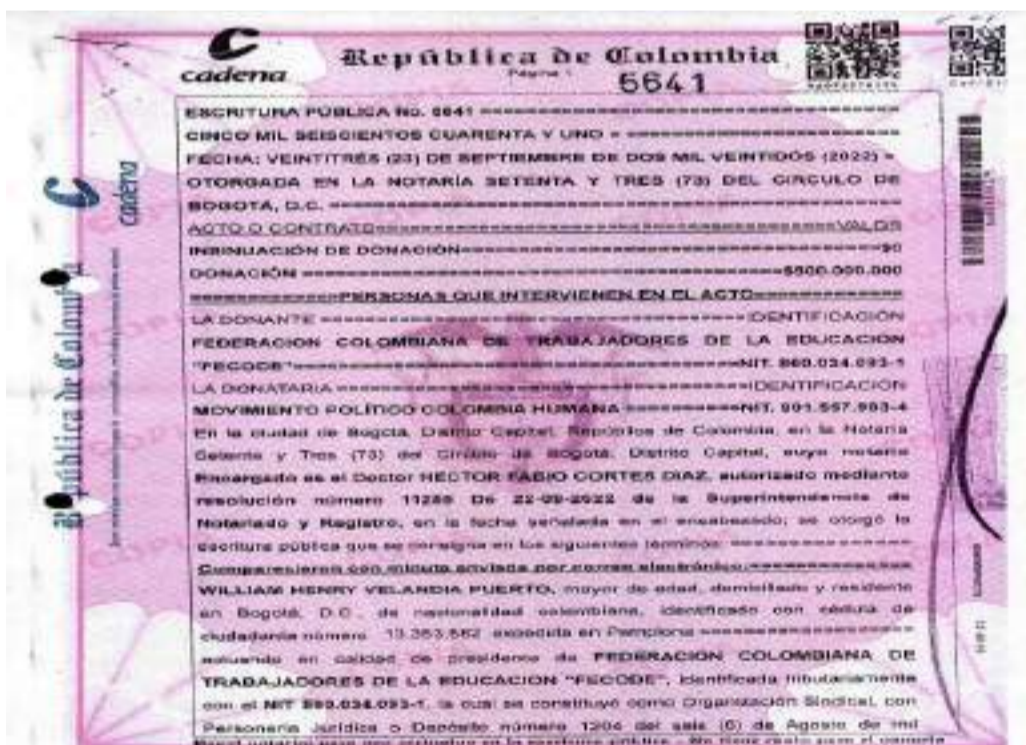 cadena
República de Colombia
Página 1
5641
ESCRITURA PÚBLICA No. 5641 ====================
CINCO MIL SEISCIENTOS CUARENTA Y UNO = ====================
FECHA: VEINTITRÉS (23) DE SEPTIEMBRE DE DOS MIL VEINTIDÓS (2022) =
OTORGADA EN LA NOTARÍA SETENTA Y TRES (73) DEL CÍRCULO DE
BOGOTÁ, D.C. ====================
ACTO O CONTRATO====================VALOR
INSINUACIÓN DE DONACIÓN====================$0
DONACIÓN ====================$500.000.000
====================PERSONAS QUE INTERVIENEN EN EL ACTO====================
LA DONANTE ====================IDENTIFICACIÓN
FEDERACION COLOMBIANA DE TRABAJADORES DE LA EDUCACION
"FECODE"====================NIT. 860.034.093-1
LA DONATARIA ====================IDENTIFICACIÓN
MOVIMIENTO POLÍTICO COLOMBIA HUMANA ====================NIT.
En la ciudad de Bogotá, Distrito Capital, República de Colombia, en la Notaría
Setenta y Tres (73) del Círculo de Bogotá, Distrito Capital, cuyo notario
Encargado es el Doctor HECTOR FABIO CORTES DIAZ, autorizado mediante
resolución número De 22-09-2022 de la Superintendencia de
Notariado y Registro, en la fecha señalada en el encabezado; se otorgó la
escritura pública que se consigna en los siguientes términos: ====================
Comparecieron con minuta enviada por correo electrónico:====================
WILLIAM HENRY VELANDIA PUERTO, mayor de edad, domiciliado y residente
en Bogotá, D.C., de nacionalidad colombiana, identificado con cédula de
ciudadanía número expedida en Pamplona ====================
actuando en calidad de presidente de FEDERACION COLOMBIANA DE
TRABAJADORES DE LA EDUCACION "FECODE", identificada tributariamente
con el NIT 860.034.093-1, la cual se constituyó como Organización Sindical, con
Personería Jurídica o Depósito número 1204 del seis (6) de Agosto de mil
cadena
República de Colombia